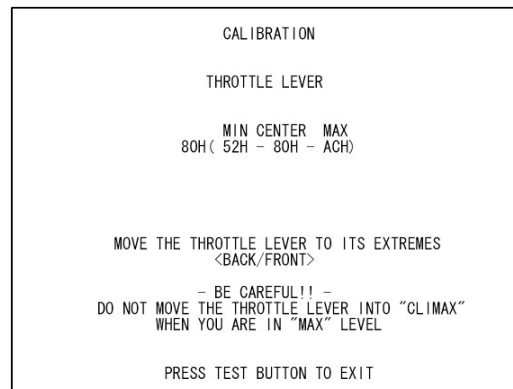 CALIBRATION
THROTTLE LEVER
MIN CENTER MAX
80H( 52H - 80H - ACH)
MOVE THE THROTTLE LEVER TO ITS EXTREMES
<BACK/FRONT>
- BE CAREFUL!! -
DO NOT MOVE THE THROTTLE LEVER INTO "CLIMAX"
WHEN YOU ARE IN "MAX" LEVEL
PRESS TEST BUTTON TO EXIT